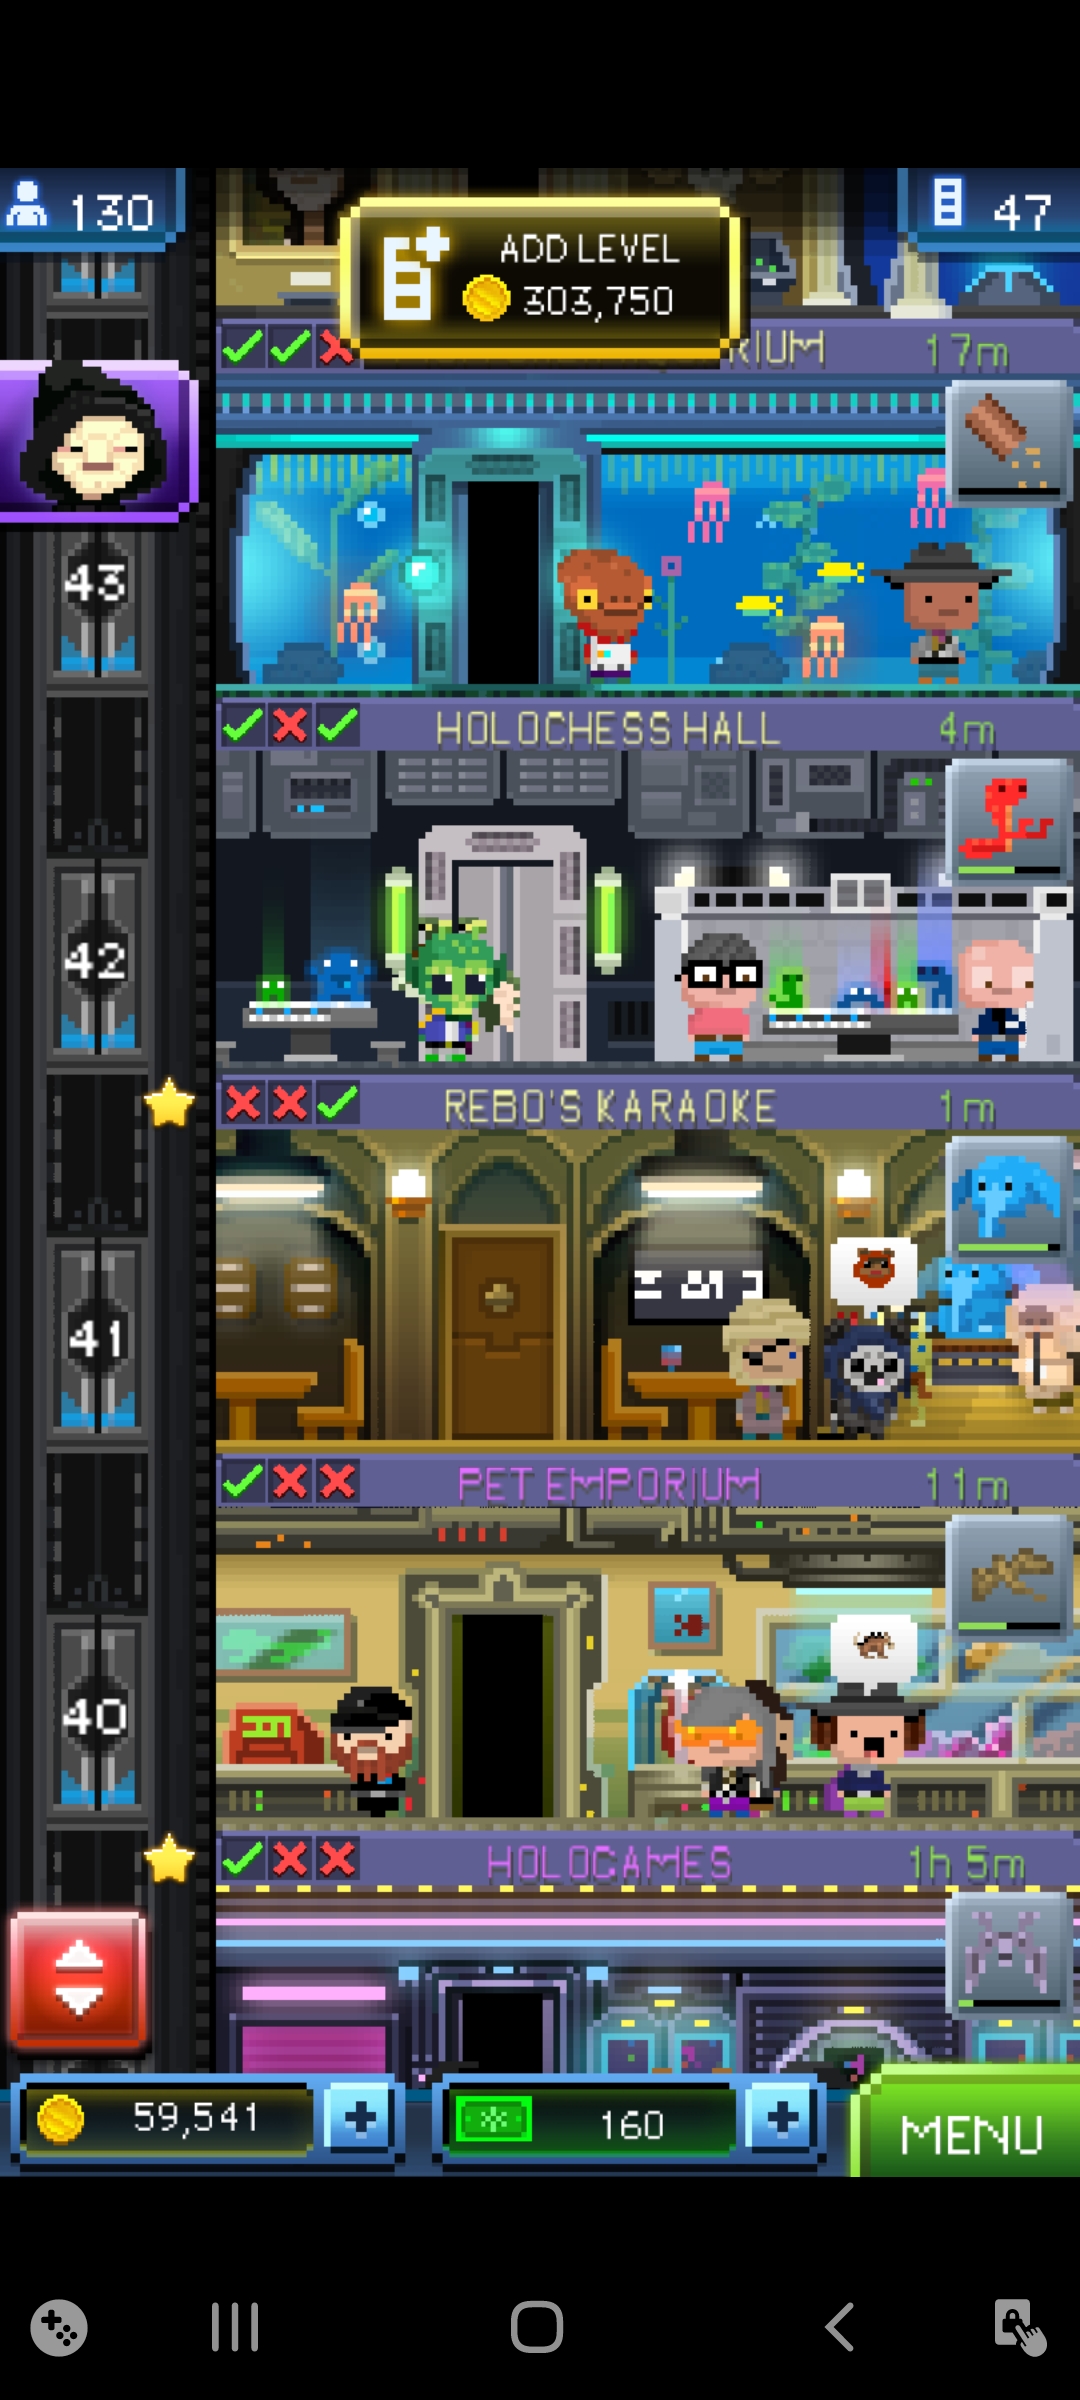 130
ADD LEVEL
303,750
47
RIUM
17m
43
HOLOCHESS HALL
4m
42
REBO'S KARAOKE
1m
41
PET EMPORIUM
11m
40
HOLOGAMES
1h 5m
59,541
160
MENU